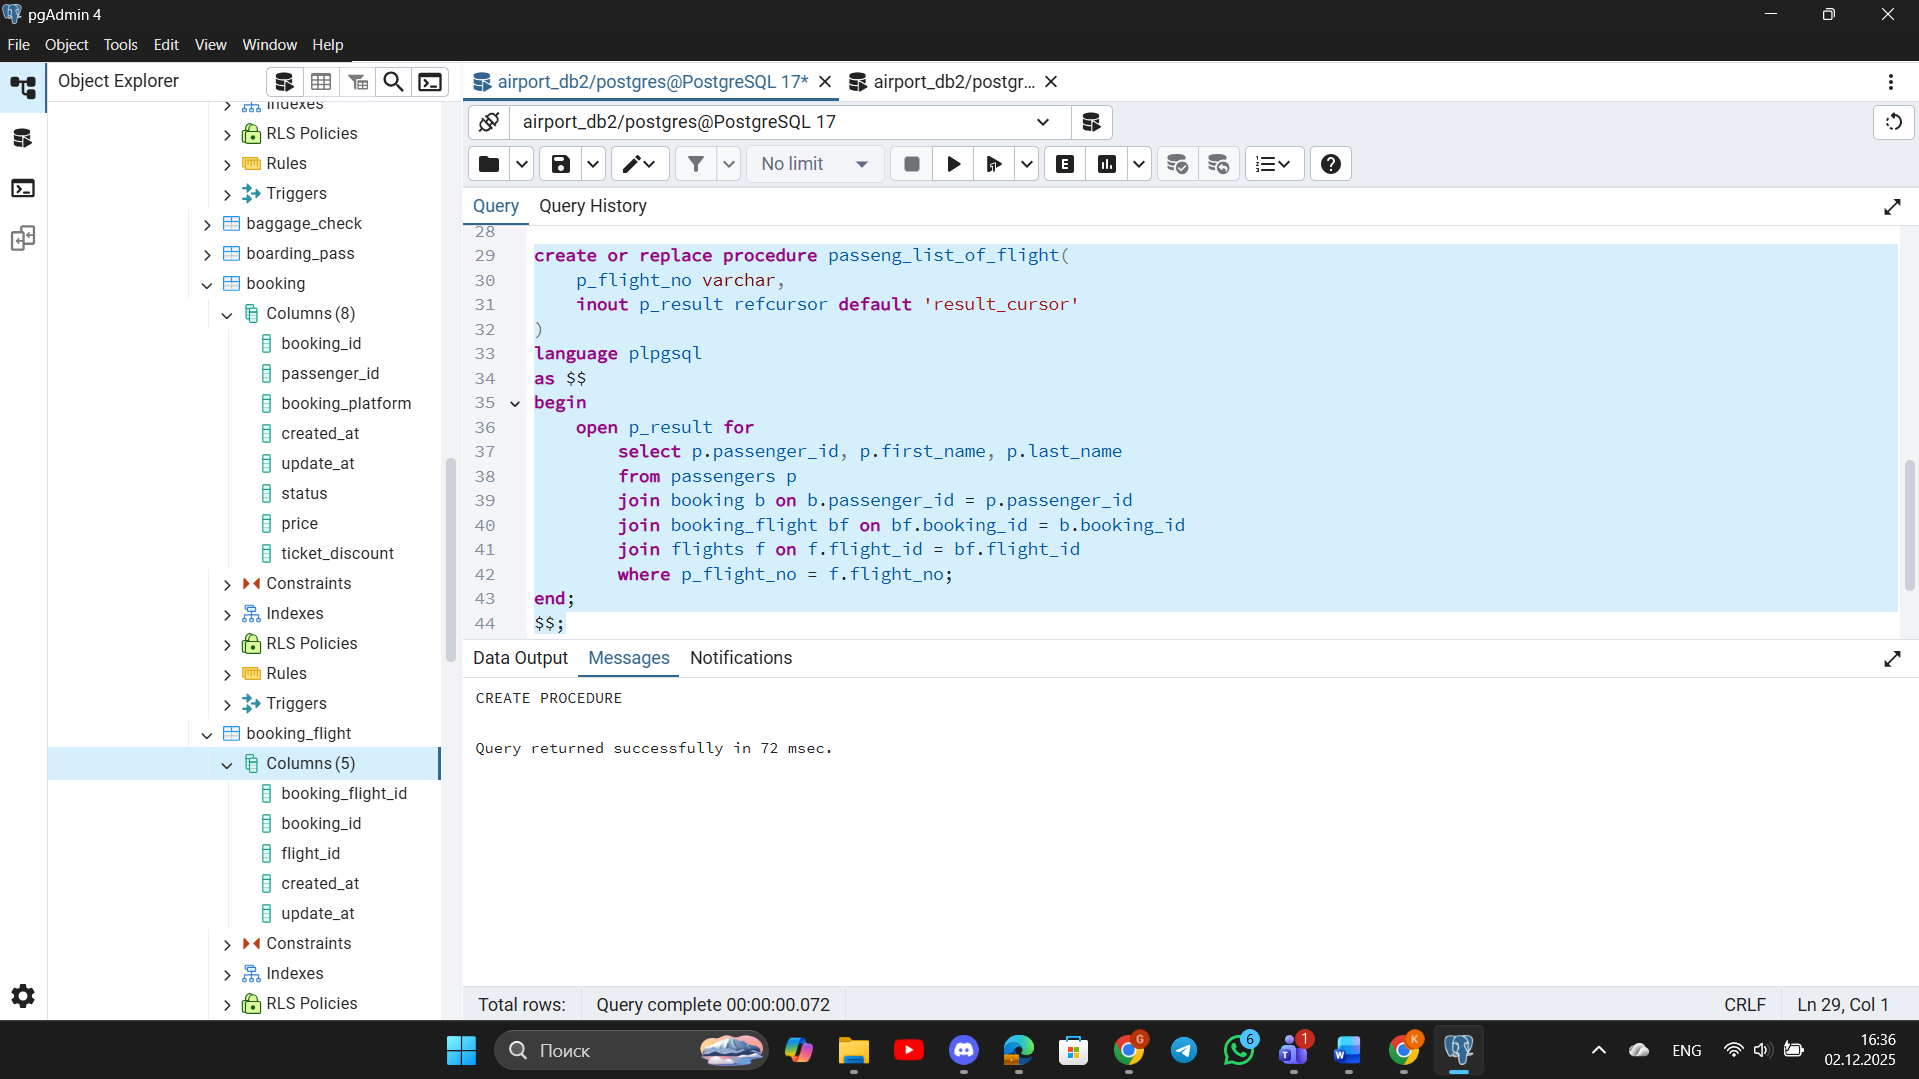 pgAdmin 4
File Object Tools Edit View Window Help
Object Explorer
airport_db2/postgres@PostgreSQL 17*
airport_db2/postgr...
airport_db2/postgres@PostgreSQL 17
No limit
E
Query
Query History
Indexes
RLS Policies
Rules
Triggers
baggage_check
boarding_pass
booking
Columns (8)
booking_id
passenger_id
booking_platform
created_at
update_at
status
price
ticket_discount
Constraints
Indexes
RLS Policies
Rules
Triggers
booking_flight
Columns (5)
booking_flight_id
booking_id
flight_id
created_at
update_at
Constraints
Indexes
RLS Policies
28
29 create or replace procedure passeng_list_of_flight(
30 p_flight_no varchar,
31 inout p_result refcursor default 'result_cursor'
32 )
33 language plpgsql
34 as $$
35 begin
36 open p_result for
37 select p.passenger_id, p.first_name, p.last_name
38 from passengers p
39 join booking b on b.passenger_id = p.passenger_id
40 join booking_flight bf on bf.booking_id = b.booking_id
41 join flights f on f.flight_id = bf.flight_id
42 where p_flight_no = f.flight_no;
43 end;
44 $$;
Data Output Messages Notifications
CREATE PROCEDURE
Query returned successfully in 72 msec.
Total rows:
Query complete 00:00:00.072
CRLF
Ln 29, Col 1
Поиск
G
6
1
W
K
ENG
16:36
02.12.2025